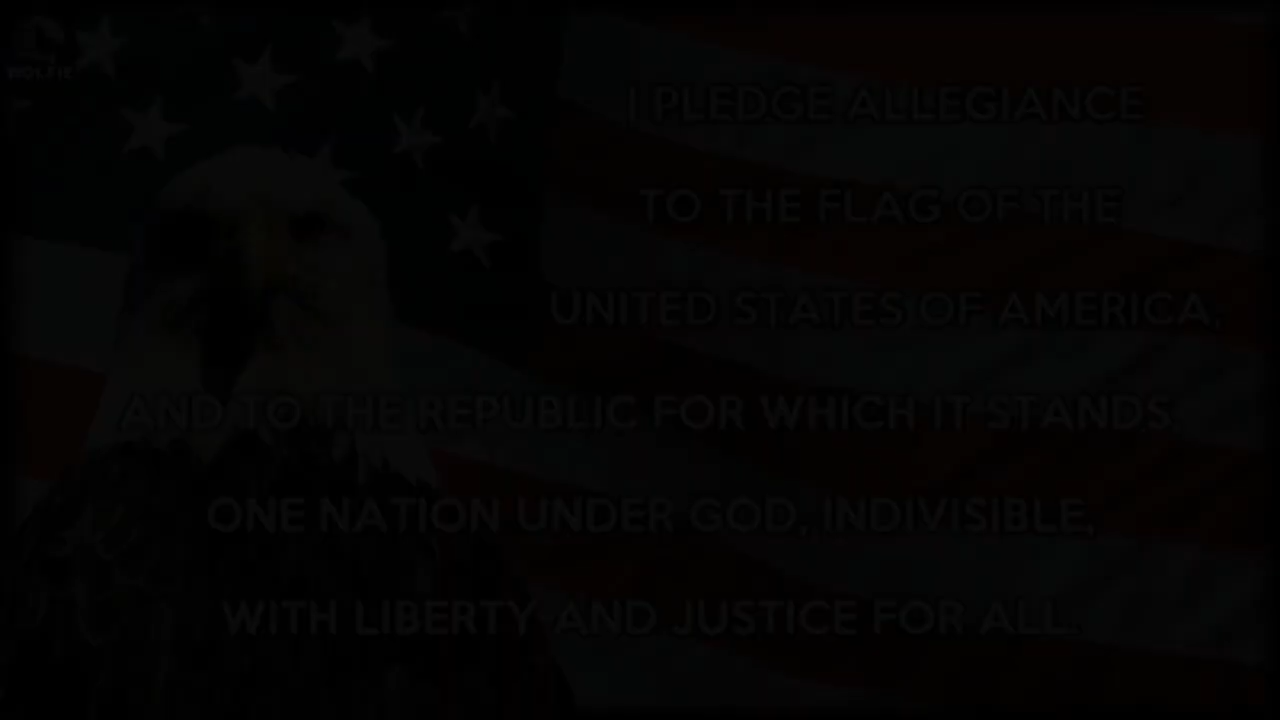 I PLEDGE ALLEGIANCE
TO THE FLAG OF THE
UNITED STATES OF AMERICA,
AND TO THE REPUBLIC FOR WHICH IT STANDS.
ONE NATION UNDER GOD, INDIVISIBLE,
WITH LIBERTY AND JUSTICE FOR ALL.